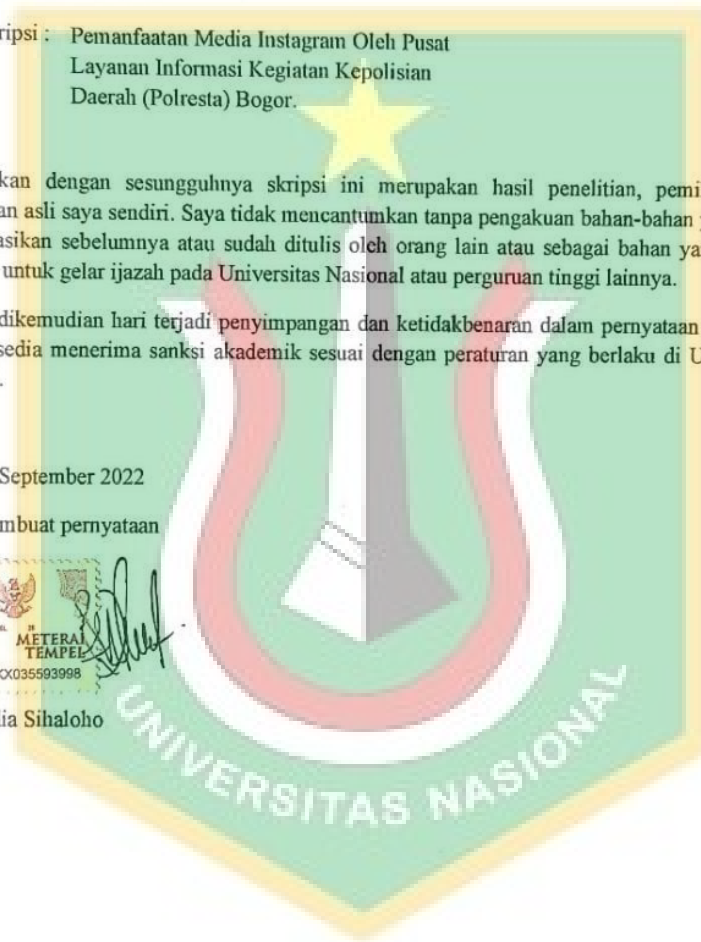 ripsi : Pemanfaatan Media Instagram Oleh Pusat
Layanan Informasi Kegiatan Kepolisian
Daerah (Polresta) Bogor.
kan dengan sesungguhnya skripsi ini merupakan hasil penelitian, pemi
an asli saya sendiri. Saya tidak mencantumkan tanpa pengakuan bahan-bahan
asikan sebelumnya atau sudah ditulis oleh orang lain atau sebagai bahan ya
untuk gelar ijazah pada Universitas Nasional atau perguruan tinggi lainnya.
dikemudian hari terjadi penyimpangan dan ketidakbenaran dalam pernyataan
sedia menerima sanksi akademik sesuai dengan peraturan yang berlaku di U
.
September 2022
mbuat pernyataan
METERAI
TEMPEL
X035593998
lia Sihaloho
UNIVERSITAS NASIONAL